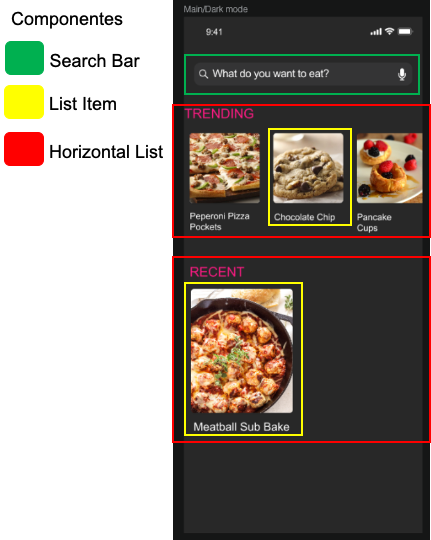 Componentes
Search Bar
List Item
Horizontal List
Main/Dark mode
9:41
What do you want to eat?
TRENDING
Peperoni Pizza
Pockets
Chocolate Chip
Pancake
Cups
RECENT
Meatball Sub Bake